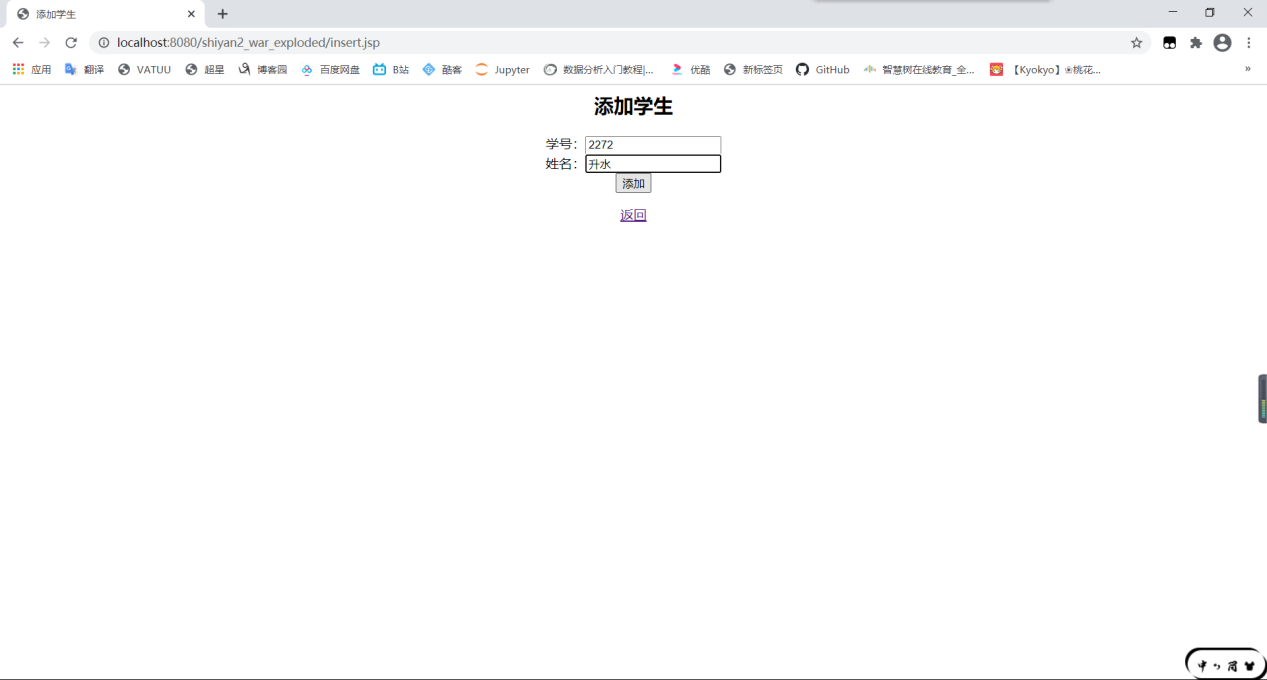 添加学生
localhost:8080/shiyan2_war_exploded/insert.jsp
应用 翻译 VATUU 超星 博客园 百度网盘 B站 酷客 Jupyter 数据分析入门教程|... 优酷 新标签页 GitHub 智慧树在线教育_全... 【Kyokyo】❀桃花... »
添加学生
学号：2272
姓名：升水
添加
返回
中 简